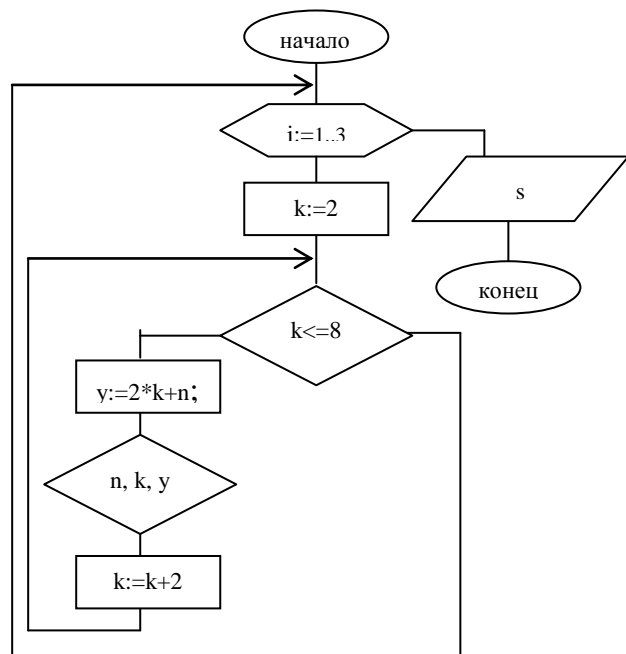 начало
i:=1..3
k:=2
s
конец
k<=8
y:=2*k+n;
n, k, y
k:=k+2